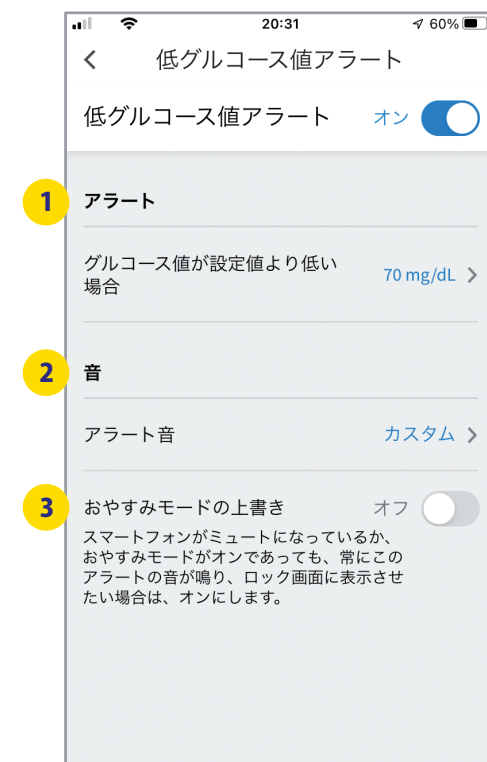 20:31 60%
低グルコース値アラート
低グルコース値アラート オン
1 アラート
グルコース値が設定値より低い
場合
70 mg/dL
2 音
アラート音 カスタム
3 おやすみモードの上書き オフ
スマートフォンがミュートになっているか、
おやすみモードがオンであっても、常にこの
アラートの音が鳴り、ロック画面に表示させ
たい場合は、オンにします。